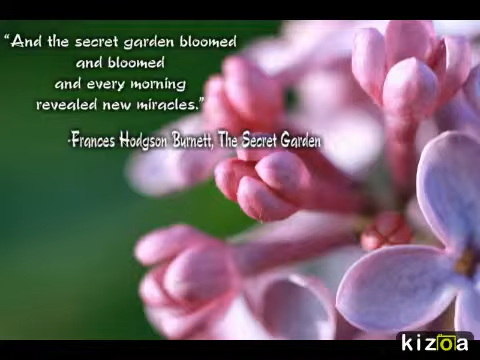 “And the secret garden bloomed
and bloomed
and every morning
revealed new miracles.”
-Frances Hodgson Burnett, The Secret Garden
kizoa